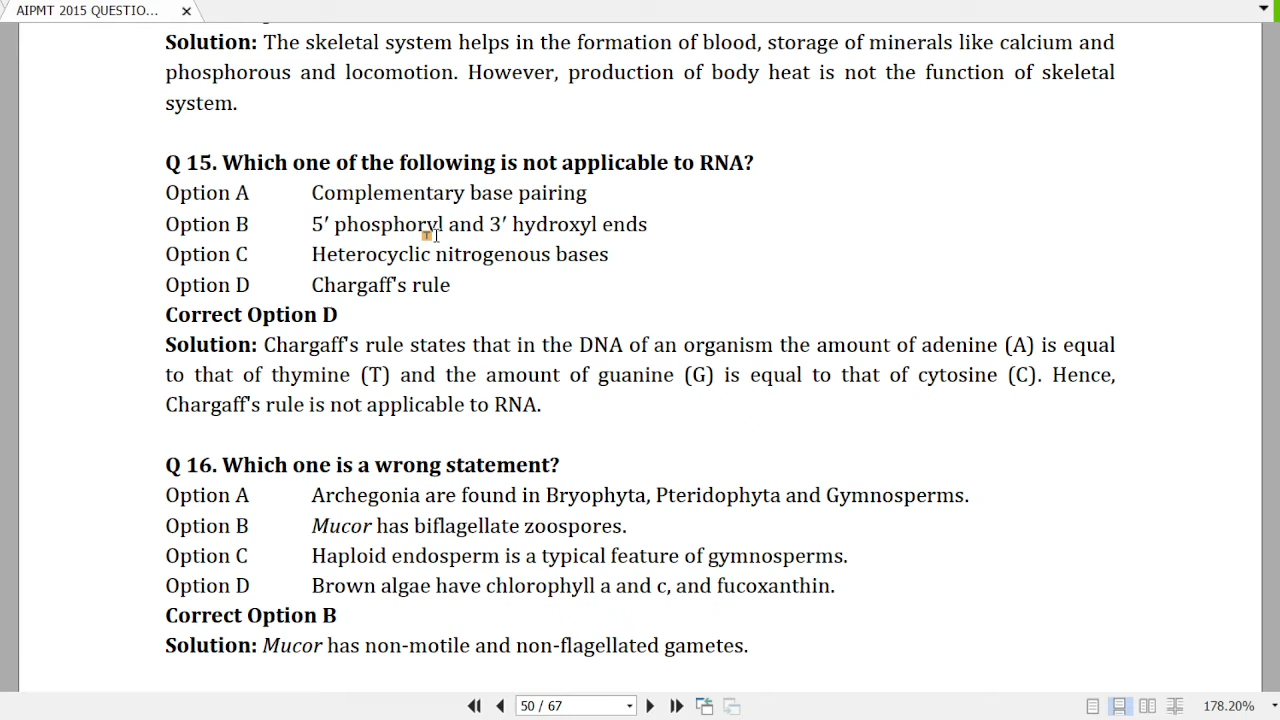 AIPMT 2015 QUESTIO...
Solution: The skeletal system helps in the formation of blood, storage of minerals like calcium and
phosphorous and locomotion. However, production of body heat is not the function of skeletal
system.
Q 15. Which one of the following is not applicable to RNA?
Option A Complementary base pairing
Option B 5′ phosphoryl and 3′ hydroxyl ends
Option C Heterocyclic nitrogenous bases
Option D Chargaff's rule
Correct Option D
Solution: Chargaff's rule states that in the DNA of an organism the amount of adenine (A) is equal
to that of thymine (T) and the amount of guanine (G) is equal to that of cytosine (C). Hence,
Chargaff's rule is not applicable to RNA.
Q 16. Which one is a wrong statement?
Option A Archegonia are found in Bryophyta, Pteridophyta and Gymnosperms.
Option B Mucor has biflagellate zoospores.
Option C Haploid endosperm is a typical feature of gymnosperms.
Option D Brown algae have chlorophyll a and c, and fucoxanthin.
Correct Option B
Solution: Mucor has non-motile and non-flagellated gametes.
50 / 67
178.20%